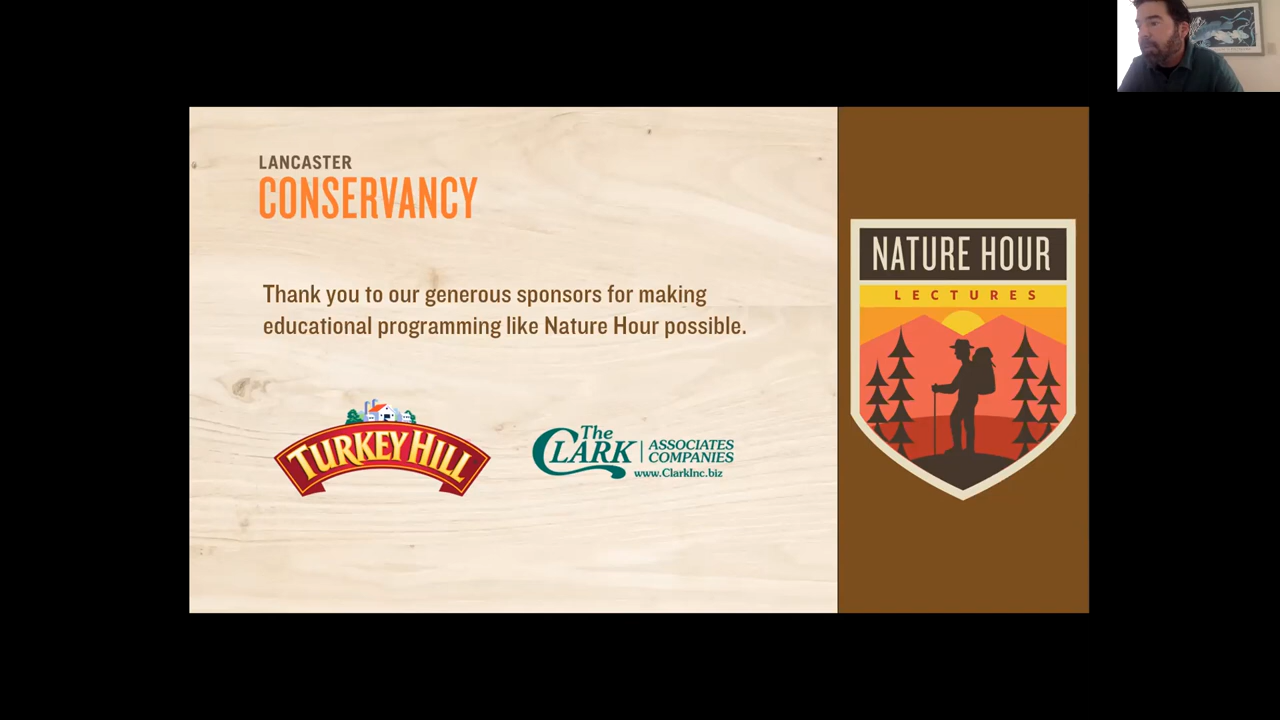 LANCASTER
CONSERVANCY
Thank you to our generous sponsors for making
educational programming like Nature Hour possible.
TURKEY HILL
The
CLARK
ASSOCIATES
COMPANIES
www.ClarkInc.biz
NATURE HOUR
LECTURES